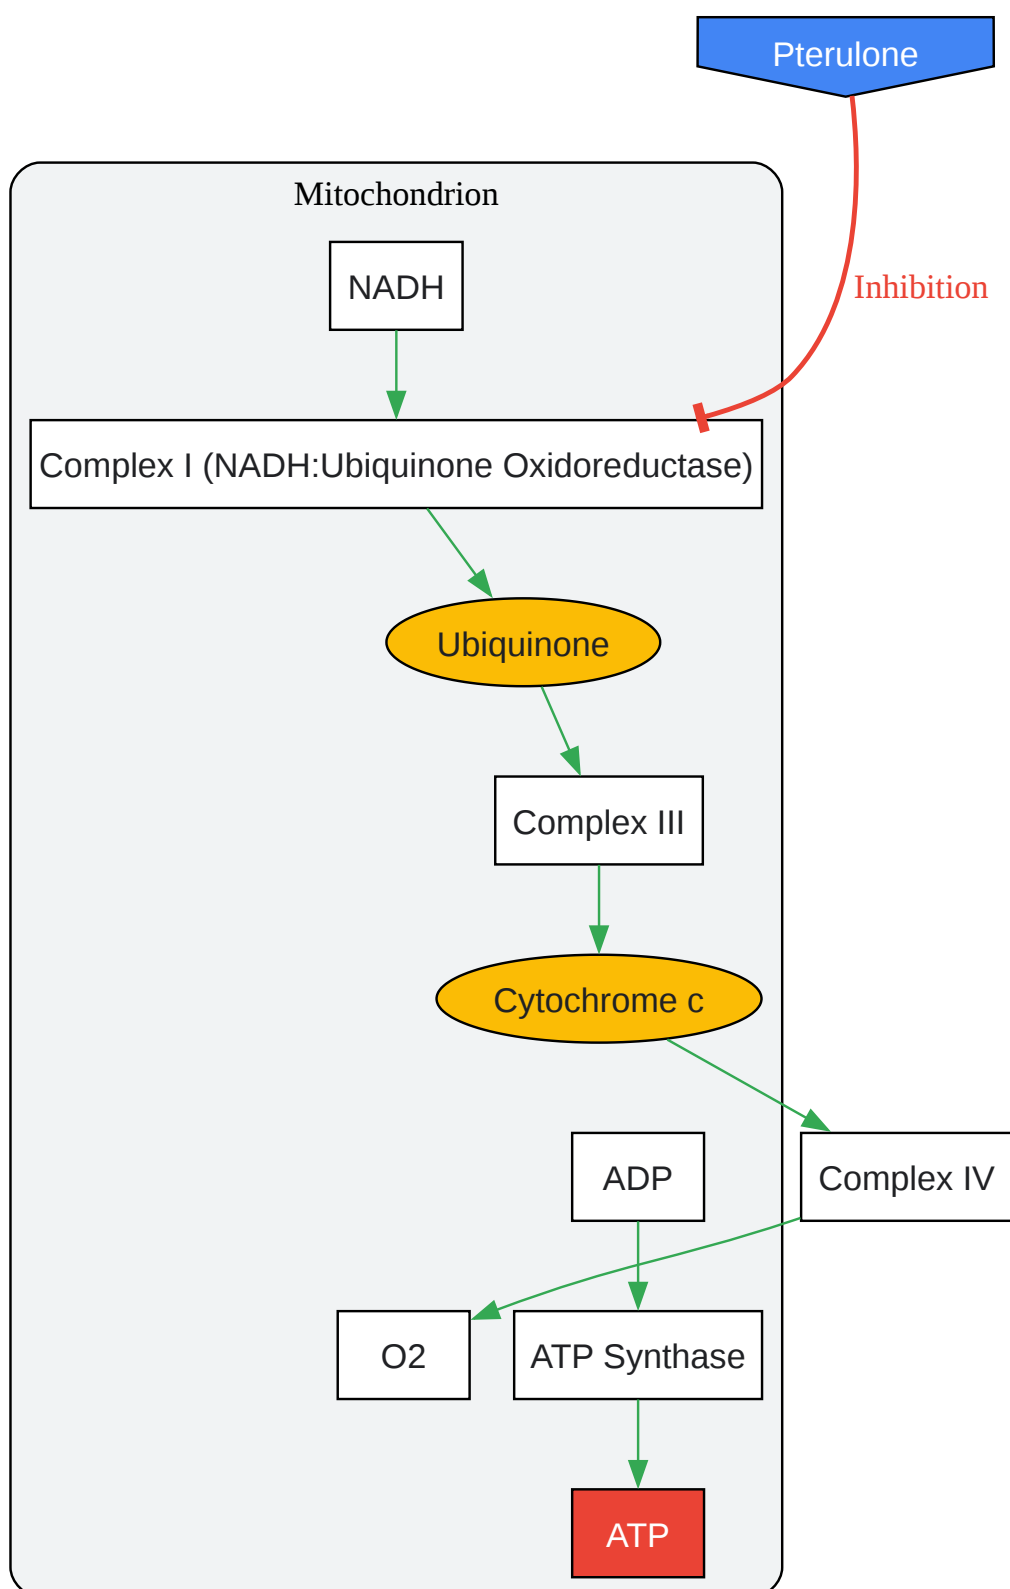 Pterulone
Mitochondrion
NADH
Inhibition
Complex I (NADH:Ubiquinone Oxidoreductase)
Ubiquinone
Complex III
Cytochrome c
ADP
Complex IV
O2
ATP Synthase
ATP